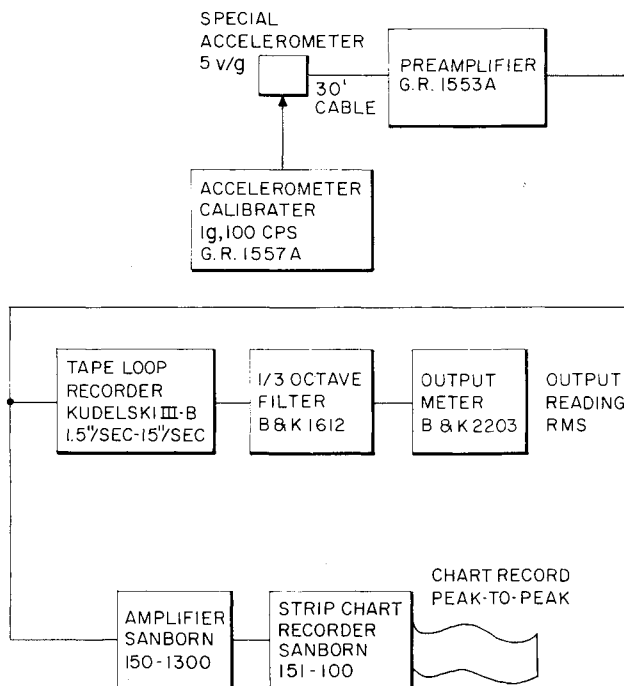 SPECIAL
ACCELEROMETER
5 v/g
30'
CABLE
PREAMPLIFIER
G.R. 1553A
ACCELEROMETER
CALIBRATER
1g, 100 CPS
G.R. 1557A
TAPE LOOP
RECORDER
KUDELSKI III-B
1.5"/SEC-15"/SEC
1/3 OCTAVE
FILTER
B & K 1612
OUTPUT
METER
B & K 2203
OUTPUT
READING
RMS
AMPLIFIER
SANBORN
150-1300
STRIP CHART
RECORDER
SANBORN
151-100
CHART RECORD
PEAK-TO-PEAK